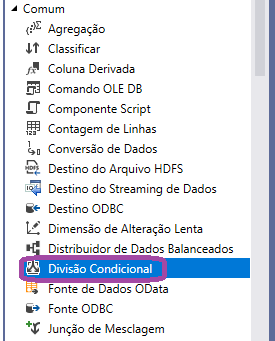 Comum
Agregação
Classificar
Coluna Derivada
Comando OLE DB
Componente Script
Contagem de Linhas
Conversão de Dados
Destino do Arquivo HDFS
Destino do Streaming de Dados
Destino ODBC
Dimensão de Alteração Lenta
Distribuidor de Dados Balanceados
Divisão Condicional
Fonte de Dados OData
Fonte ODBC
Junção de Mesclagem